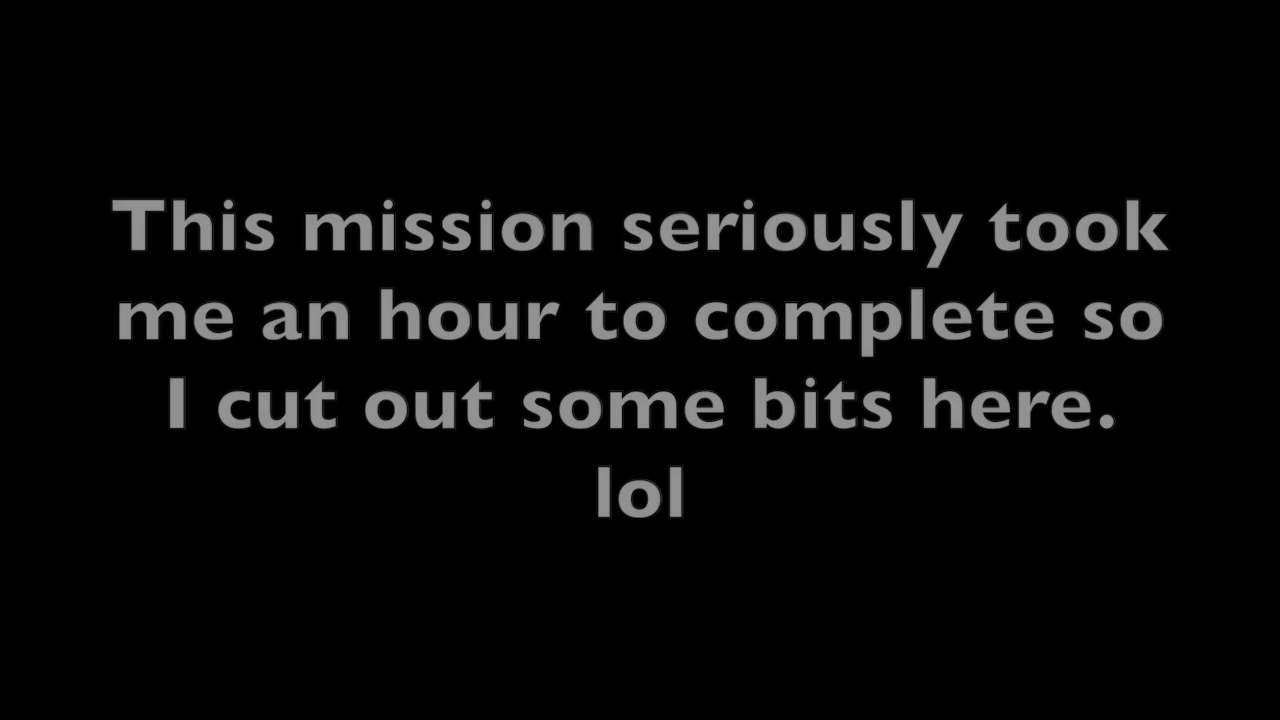 This mission seriously took
me an hour to complete so
I cut out some bits here.
lol